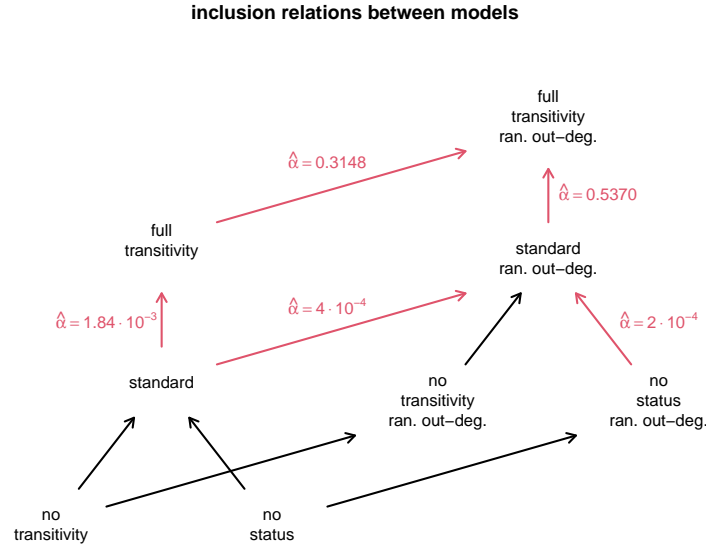 inclusion relations between models
full
transitivity
ran. out−deg.
α̂ = 0.3148
α̂ = 0.5370
full
transitivity
standard
ran. out−deg.
α̂ = 1.84 · 10⁻³
α̂ = 4 · 10⁻⁴
α̂ = 2 · 10⁻⁴
standard
no
transitivity
ran. out−deg.
no
status
ran. out−deg.
no
transitivity
no
status